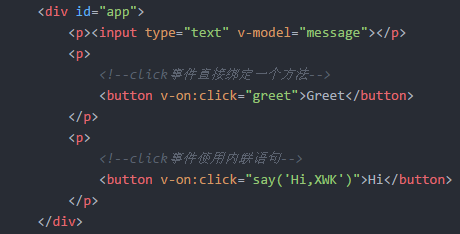 <div id="app">
<p><input type="text" v-model="message"></p>
<p>
<!--click事件直接绑定一个方法-->
<button v-on:click="greet">Greet</button>
</p>
<p>
<!--click事件使用内联语句-->
<button v-on:click="say('Hi,XWK')">Hi</button>
</p>
</div>